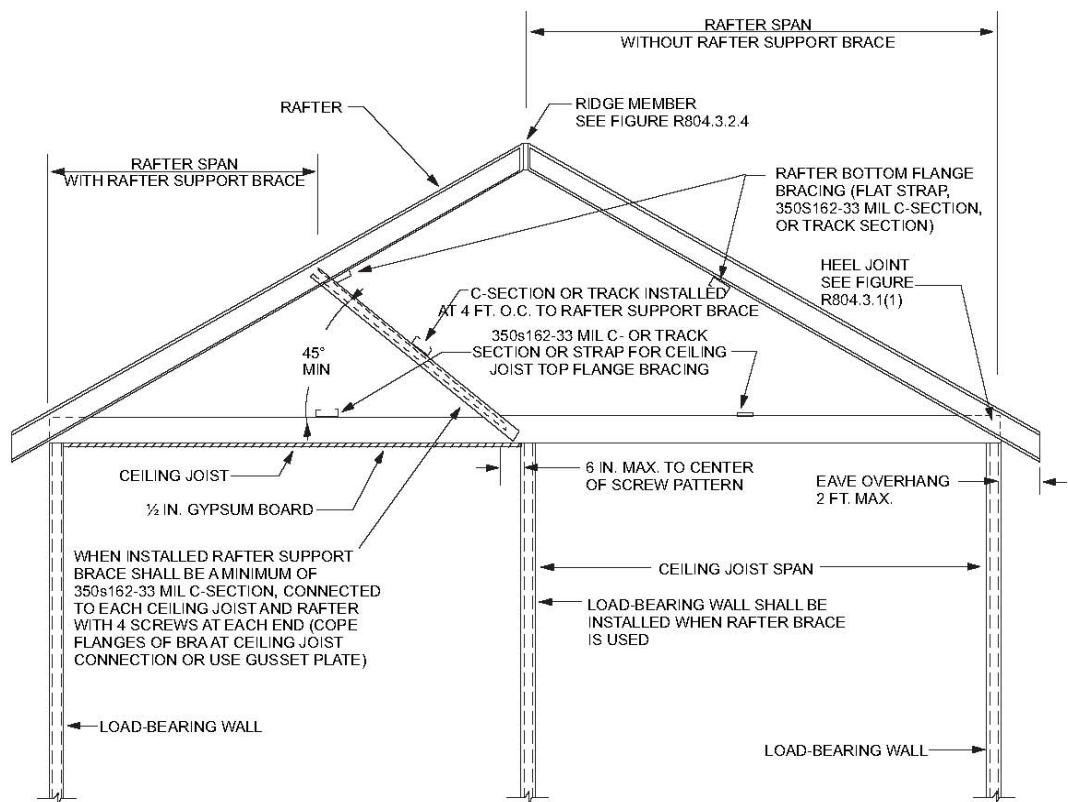 RAFTER SPAN
WITHOUT RAFTER SUPPORT BRACE
RAFTER
RIDGE MEMBER
SEE FIGURE R804.3.2.4
RAFTER SPAN
WITH RAFTER SUPPORT BRACE
RAFTER BOTTOM FLANGE
BRACING (FLAT STRAP,
350S162-33 MIL C-SECTION,
OR TRACK SECTION)
HEEL JOINT
SEE FIGURE
R804.3.1(1)
C-SECTION OR TRACK INSTALLED
AT 4 FT. O.C. TO RAFTER SUPPORT BRACE
350s162-33 MIL C- OR TRACK
SECTION OR STRAP FOR CEILING
JOIST TOP FLANGE BRACING
45°
MIN
CEILING JOIST
½ IN. GYPSUM BOARD
6 IN. MAX. TO CENTER
OF SCREW PATTERN
EAVE OVERHANG
2 FT. MAX.
WHEN INSTALLED RAFTER SUPPORT
BRACE SHALL BE A MINIMUM OF
350s162-33 MIL C-SECTION, CONNECTED
TO EACH CEILING JOIST AND RAFTER
WITH 4 SCREWS AT EACH END (COPE
FLANGES OF BRA AT CEILING JOIST
CONNECTION OR USE GUSSET PLATE)
CEILING JOIST SPAN
LOAD-BEARING WALL SHALL BE
INSTALLED WHEN RAFTER BRACE
IS USED
LOAD-BEARING WALL
LOAD-BEARING WALL